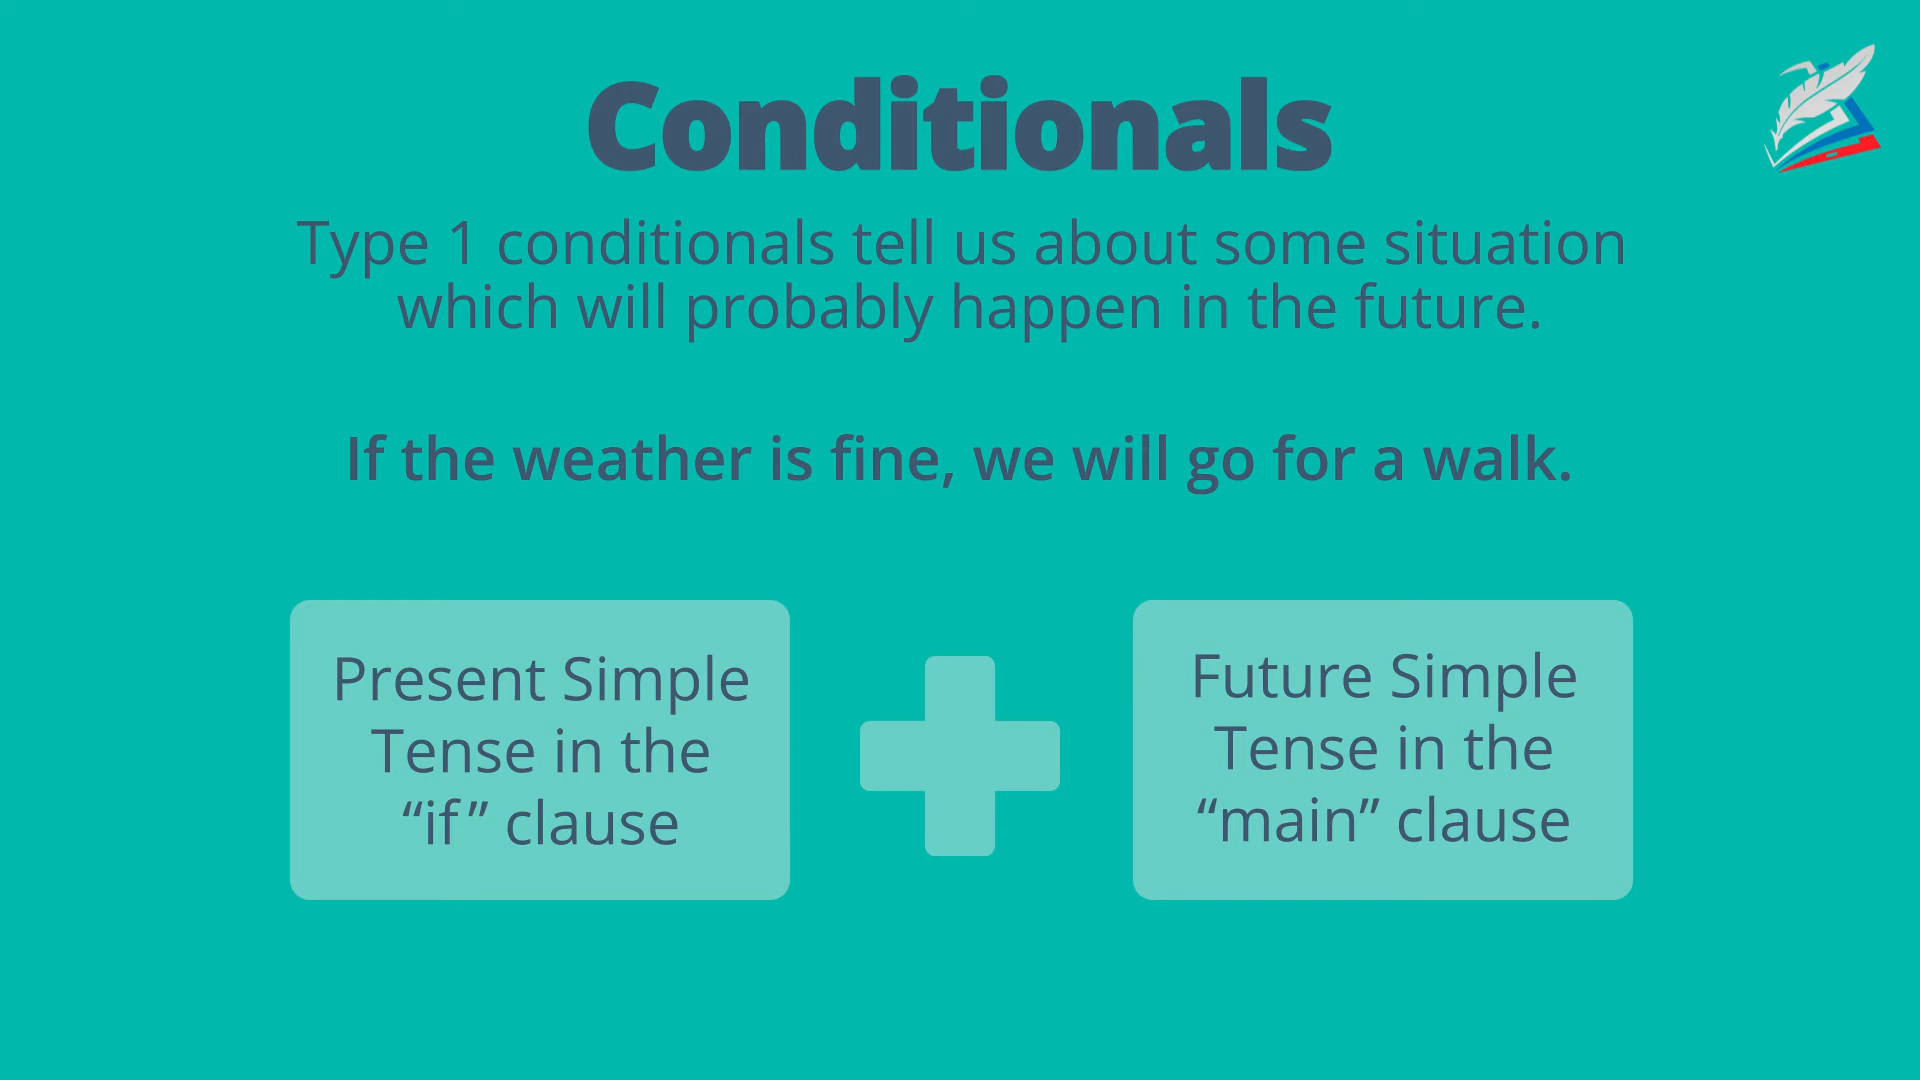 Conditionals
Type 1 conditionals tell us about some situation
which will probably happen in the future.
If the weather is fine, we will go for a walk.
Present Simple
Tense in the
“if” clause
Future Simple
Tense in the
“main” clause